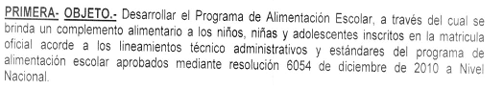 PRIMERA- OBJETO.- Desarrollar el Programa de Alimentación Escolar, a través del cual se
brinda un complemento alimentario a los niños, niñas y adolescentes inscritos en la matricula
oficial acorde a los lineamientos técnico administrativos y estándares del programa de
alimentación escolar aprobados mediante resolución 6054 de diciembre de 2010 a Nivel
Nacional.